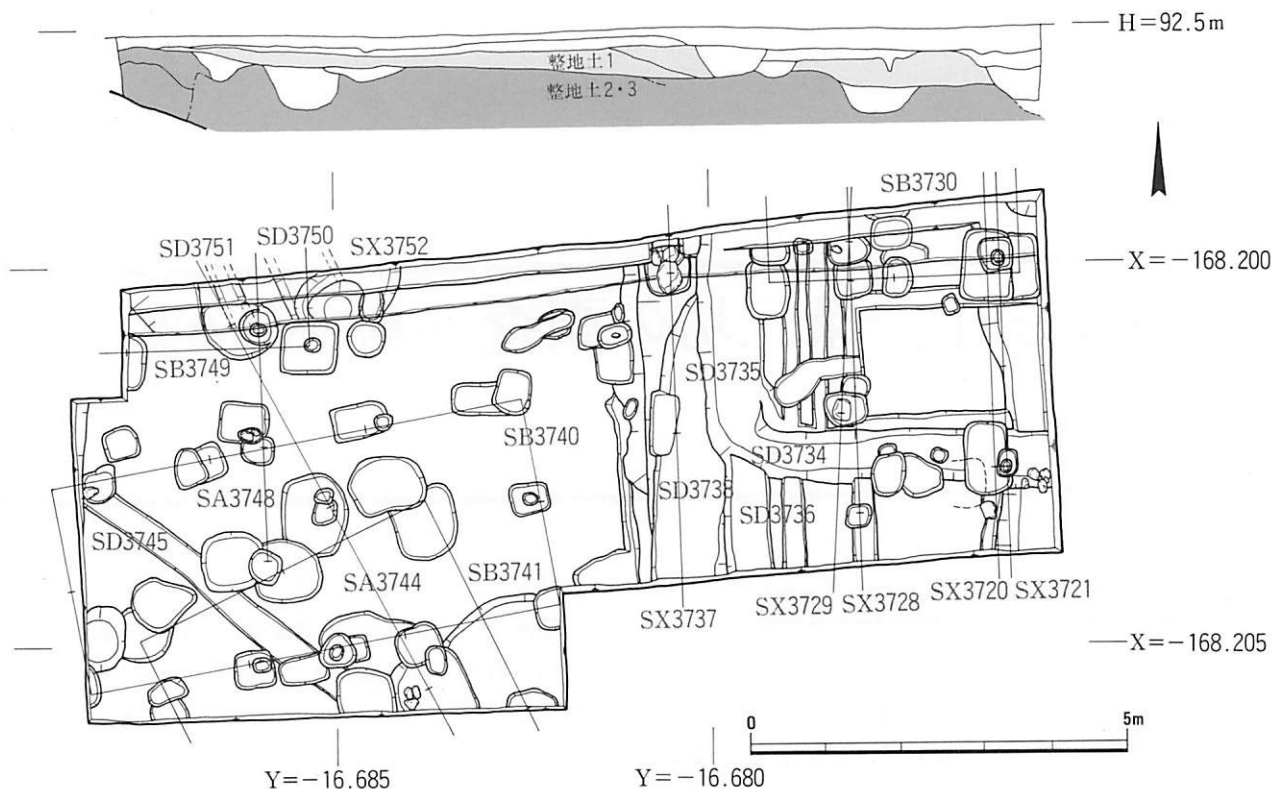 H=92.5m
整地土1
整地土2・3
SB3730
SD3751
SD3750
SX3752
X=-168.200
SB3749
SD3735
SB3740
SD3734
SA3748
SD3738
SD3736
SD3745
SA3744
SB3741
SX3729
SX3728
SX3720
SX3721
SX3737
X=-168.205
0
5m
Y=-16.685
Y=-16.680